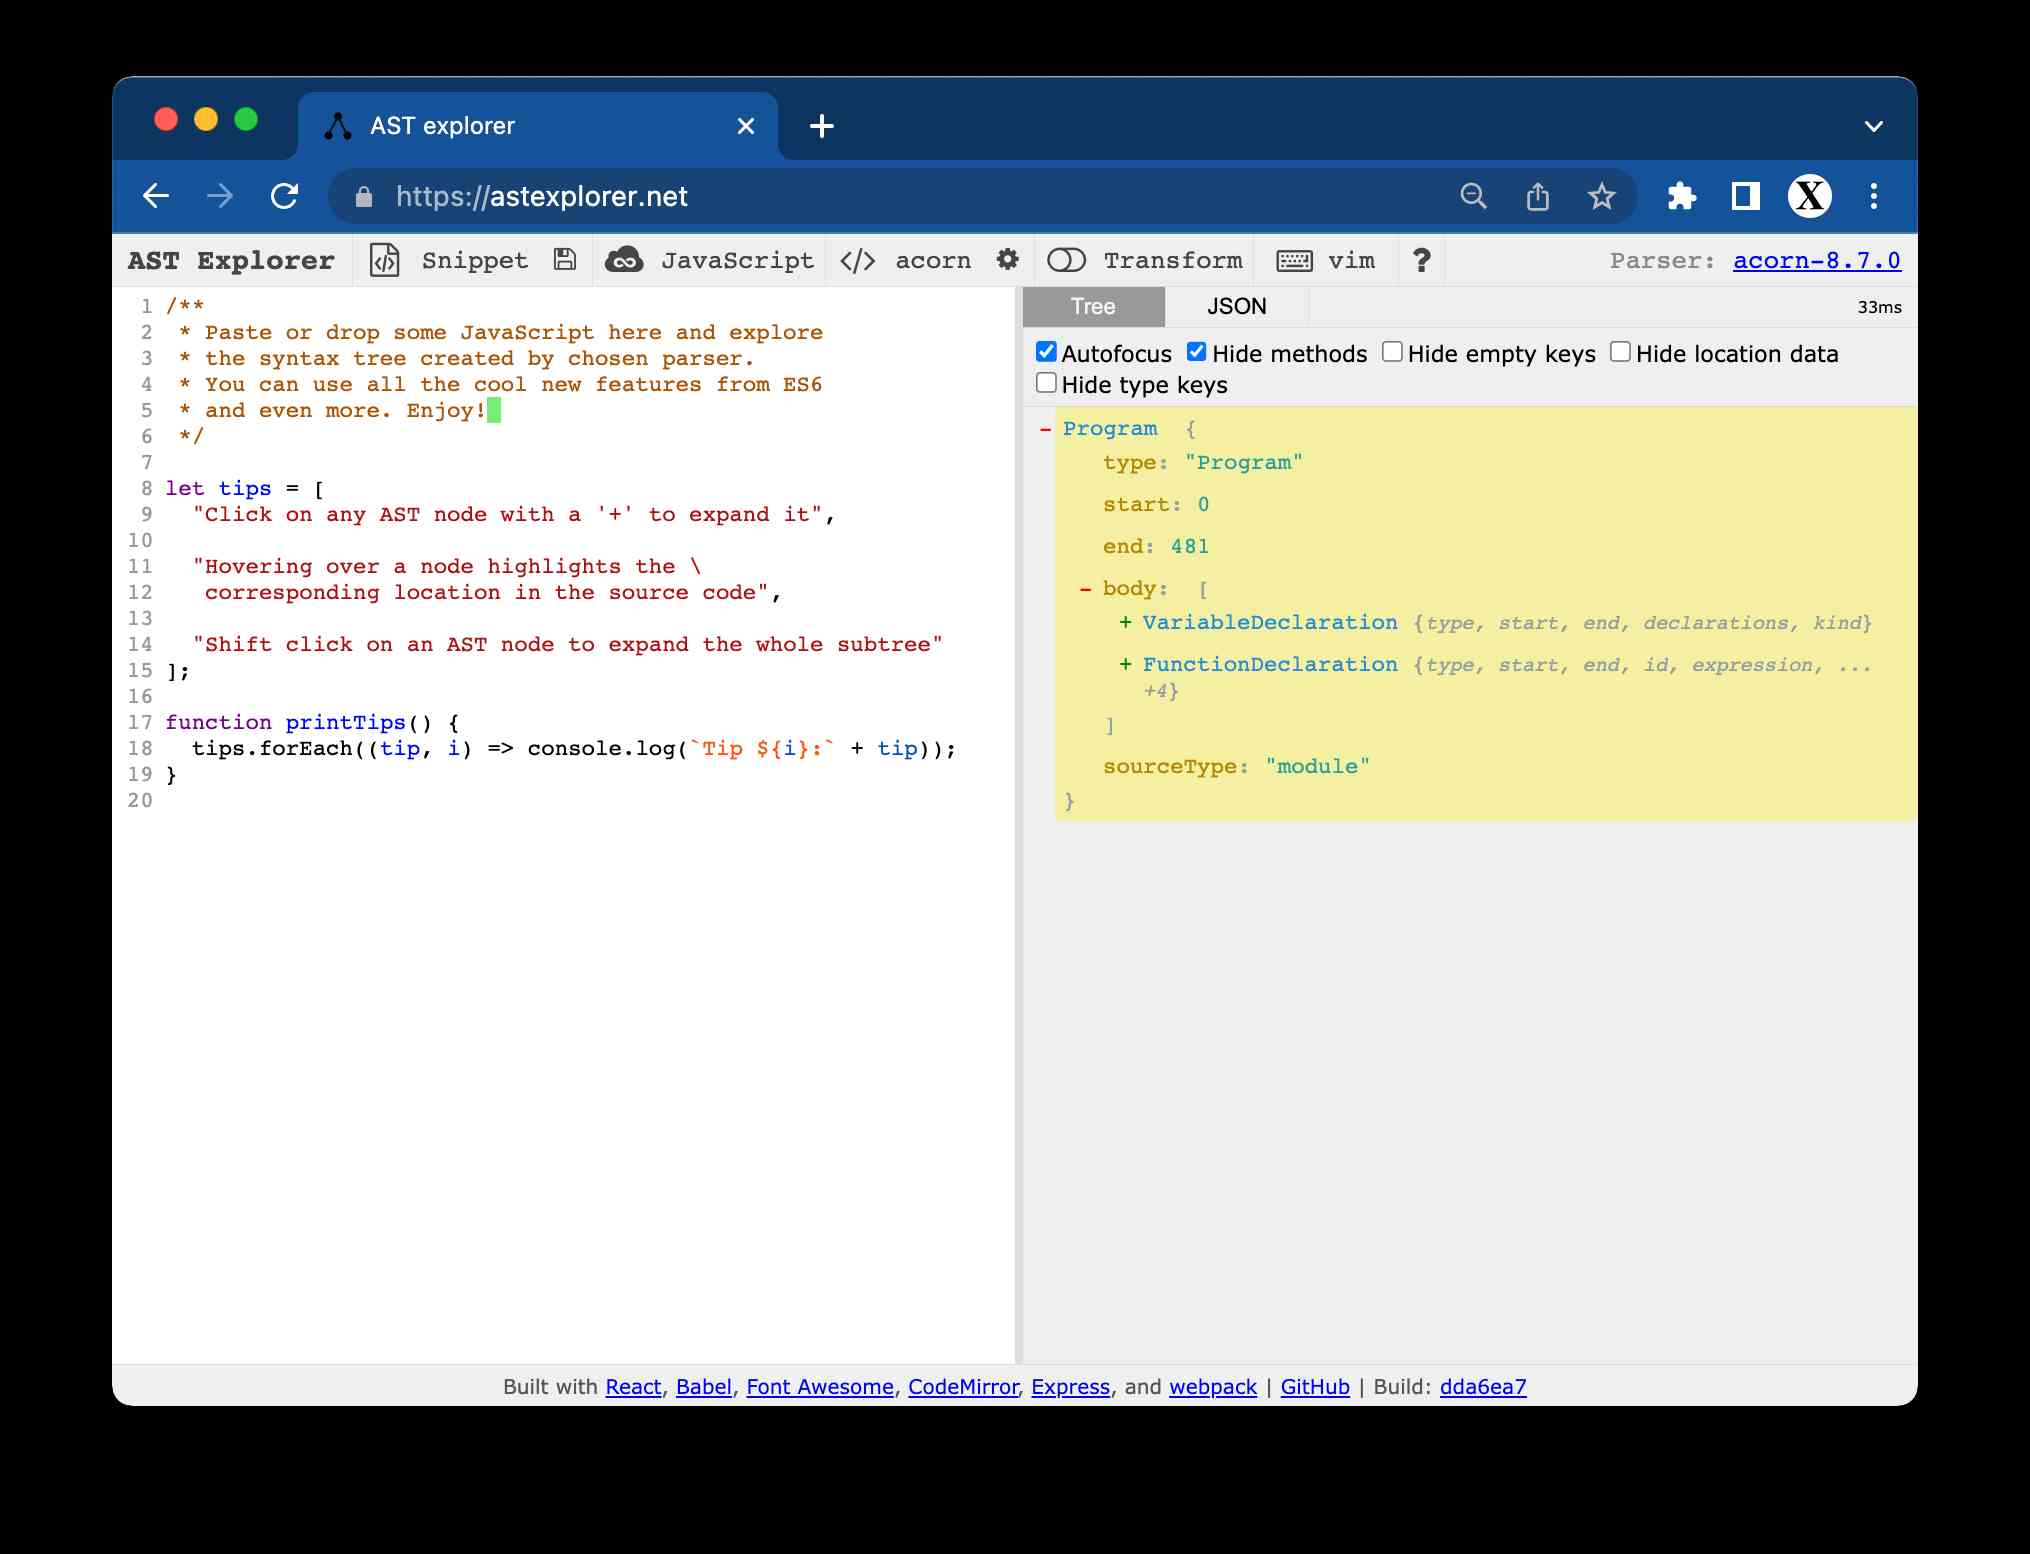 AST explorer
https://astexplorer.net
AST Explorer Snippet JavaScript </> acorn Transform vim ? Parser: acorn-8.7.0
1 /**
2  * Paste or drop some JavaScript here and explore
3  * the syntax tree created by chosen parser.
4  * You can use all the cool new features from ES6
5  * and even more. Enjoy!
6  */
7
8 let tips = [
9   "Click on any AST node with a '+' to expand it",
10
11   "Hovering over a node highlights the \
12    corresponding location in the source code",
13
14   "Shift click on an AST node to expand the whole subtree"
15 ];
16
17 function printTips() {
18   tips.forEach((tip, i) => console.log(`Tip ${i}:` + tip));
19 }
20
Tree JSON 33ms
Autofocus Hide methods Hide empty keys Hide location data
Hide type keys
- Program {
type: "Program"
start: 0
end: 481
- body: [
+ VariableDeclaration {type, start, end, declarations, kind}
+ FunctionDeclaration {type, start, end, id, expression, ...
+4}
]
sourceType: "module"
}
Built with React, Babel, Font Awesome, CodeMirror, Express, and webpack | GitHub | Build: dda6ea7